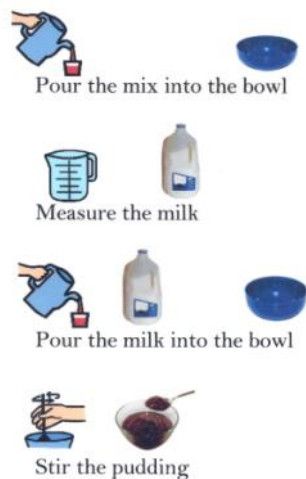 Pour the mix into the bowl
Measure the milk
Pour the milk into the bowl
Stir the pudding